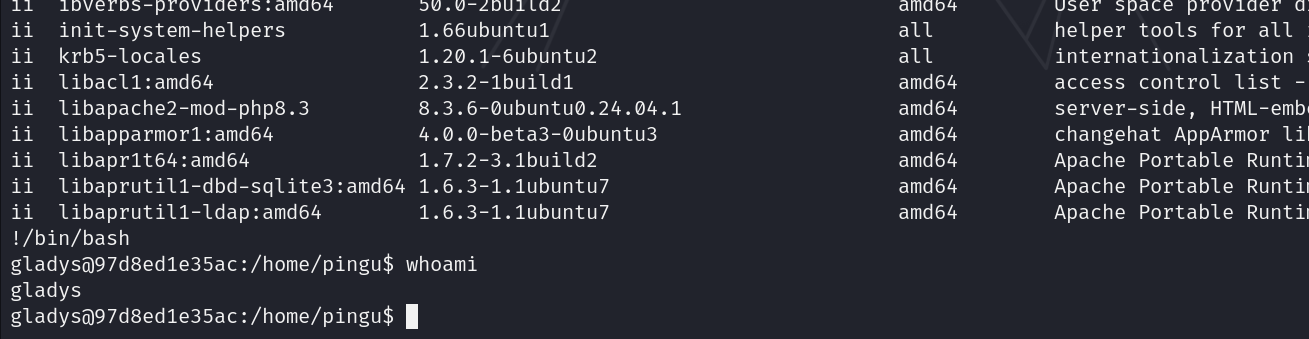 ii ibverbs-providers:amd64 50.0-2build2 amd64 User space provider
ii init-system-helpers 1.66ubuntu1 all helper tools for all
ii krb5-locales 1.20.1-6ubuntu2 all internationalization
ii libacl1:amd64 2.3.2-1build1 amd64 access control list -
ii libapache2-mod-php8.3 8.3.6-0ubuntu0.24.04.1 amd64 server-side, HTML-emb
ii libapparmor1:amd64 4.0.0-beta3-0ubuntu3 amd64 changehat AppArmor li
ii libapr1t64:amd64 1.7.2-3.1build2 amd64 Apache Portable Runti
ii libaprutil1-dbd-sqlite3:amd64 1.6.3-1.1ubuntu7 amd64 Apache Portable Runti
ii libaprutil1-ldap:amd64 1.6.3-1.1ubuntu7 amd64 Apache Portable Runti
!/bin/bash
gladys@97d8ed1e35ac:/home/pingu$ whoami
gladys
gladys@97d8ed1e35ac:/home/pingu$